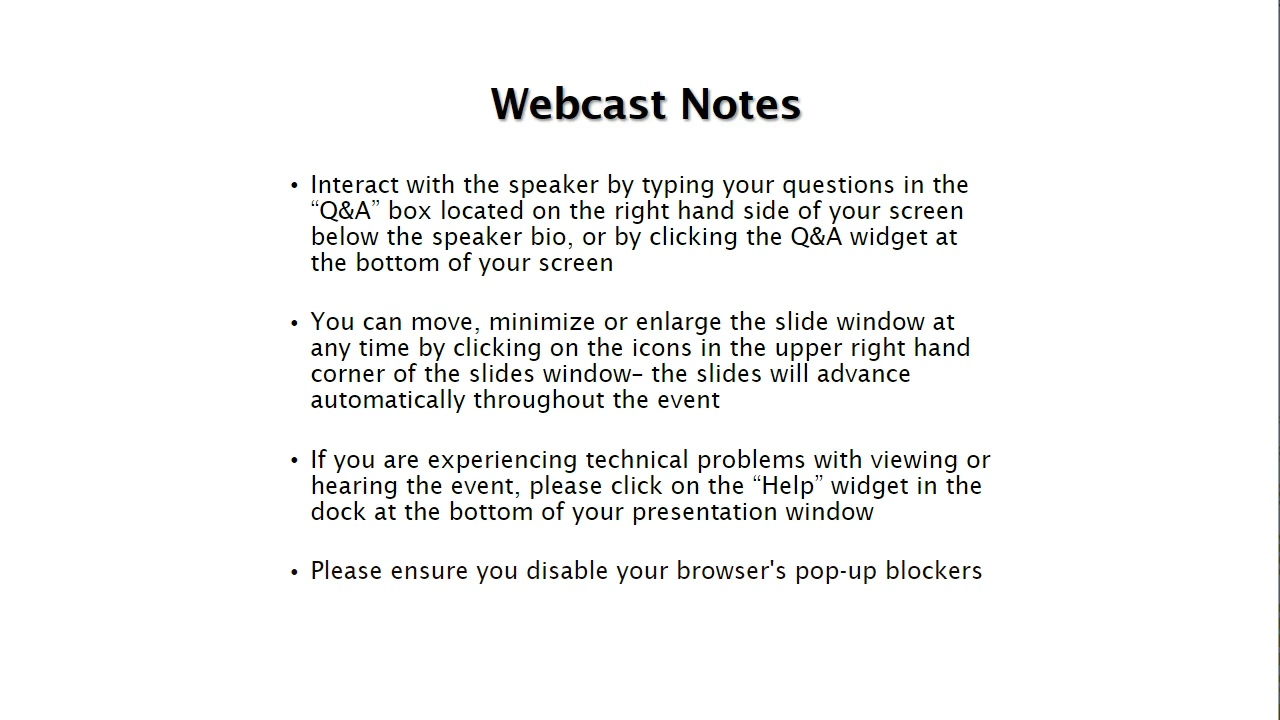 Webcast Notes
• Interact with the speaker by typing your questions in the
“Q&A” box located on the right hand side of your screen
below the speaker bio, or by clicking the Q&A widget at
the bottom of your screen
• You can move, minimize or enlarge the slide window at
any time by clicking on the icons in the upper right hand
corner of the slides window– the slides will advance
automatically throughout the event
• If you are experiencing technical problems with viewing or
hearing the event, please click on the “Help” widget in the
dock at the bottom of your presentation window
• Please ensure you disable your browser's pop-up blockers